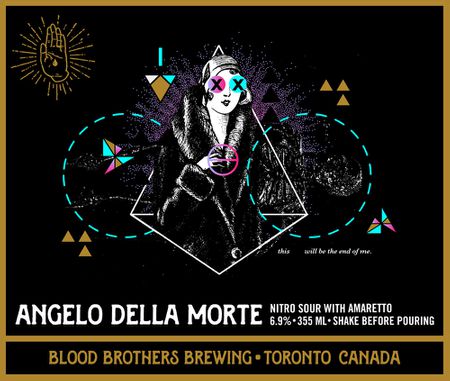 X X
this will be the end of me.
ANGELO DELLA MORTE
NITRO SOUR WITH AMARETTO
6.9% • 355 ML • SHAKE BEFORE POURING
BLOOD BROTHERS BREWING • TORONTO CANADA